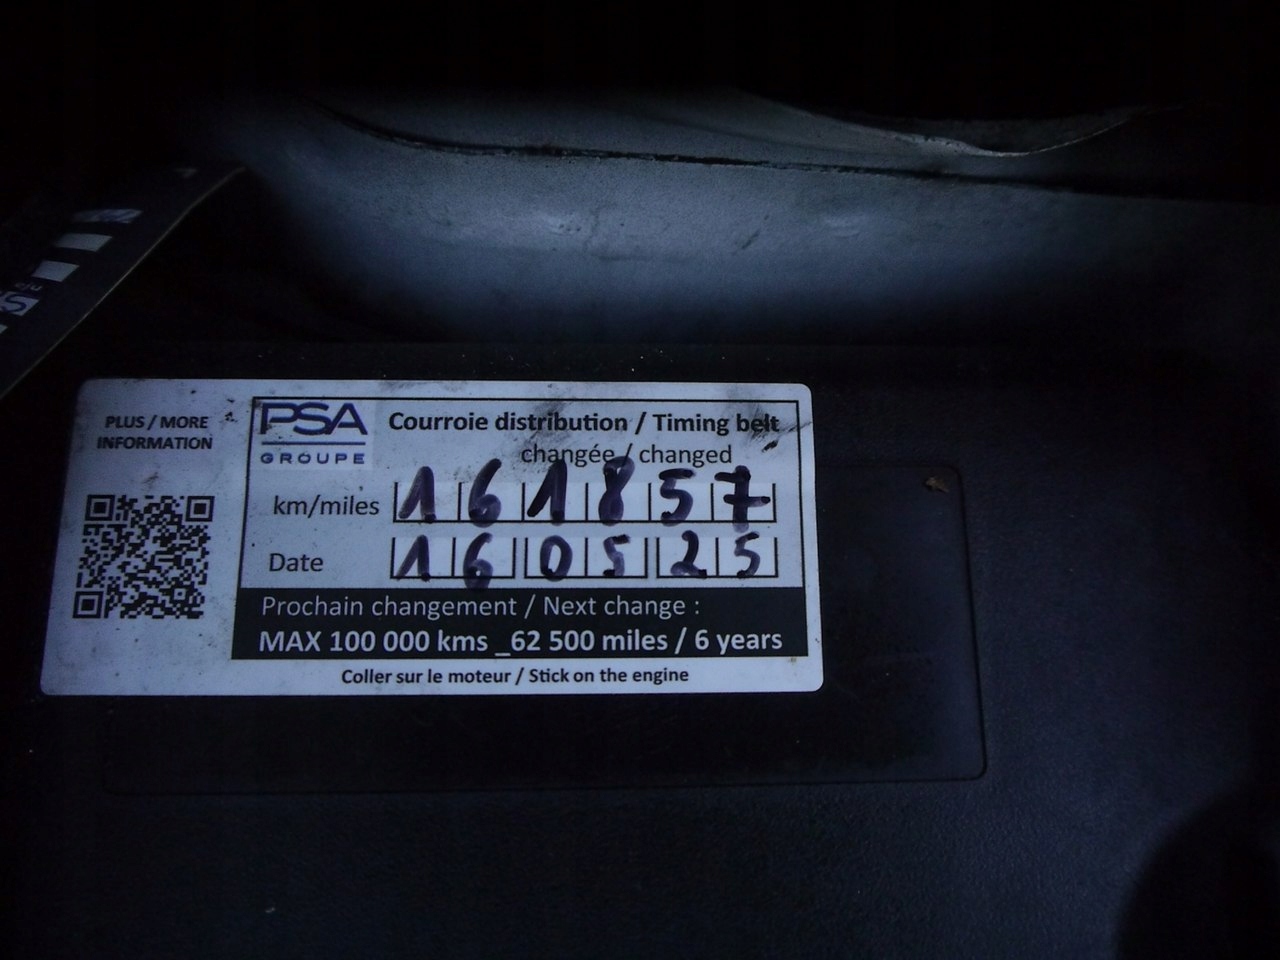 PLUS / MORE
INFORMATION
PSA
GROUPE
Courroie distribution / Timing belt
changée / changed
km/miles 161857
Date 160525
Prochain changement / Next change :
MAX 100 000 kms _62 500 miles / 6 years
Coller sur le moteur / Stick on the engine